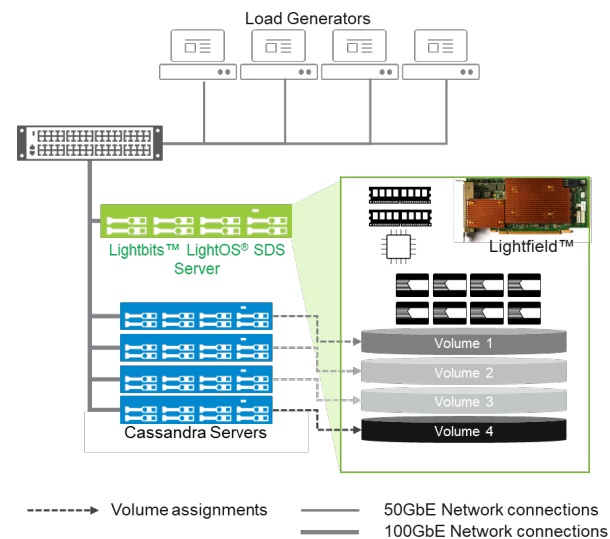 Load Generators
Lightfield™
Lightbits™ LightOS® SDS
Server
Volume 1
Volume 2
Volume 3
Volume 4
Cassandra Servers
Volume assignments
50GbE Network connections
100GbE Network connections